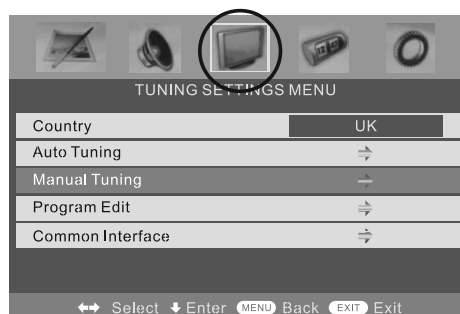 TUNING SETTINGS MENU
Country UK
Auto Tuning
Manual Tuning
Program Edit
Common Interface
Select Enter MENU Back EXIT Exit